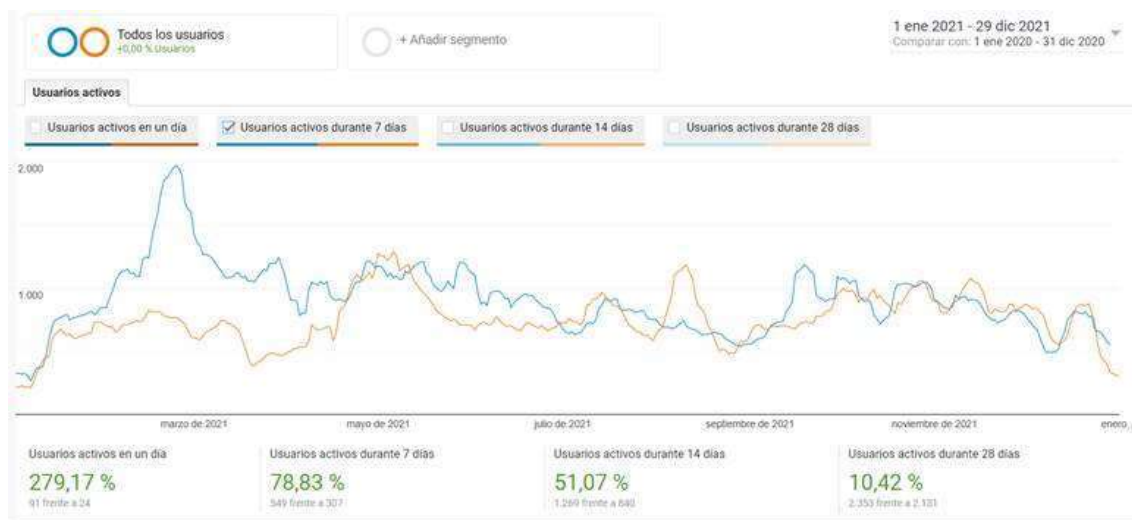 Todos los usuarios
+0,00 % Usuarios
+ Añadir segmento
1 ene 2021 - 29 dic 2021
Comparar con: 1 ene 2020 - 31 dic 2020
Usuarios activos
Usuarios activos en un día
Usuarios activos durante 7 días
Usuarios activos durante 14 días
Usuarios activos durante 28 días
2.000
1.000
marzo de 2021
mayo de 2021
julio de 2021
septiembre de 2021
noviembre de 2021
enero
Usuarios activos en un día
279,17 %
91 frente a 24
Usuarios activos durante 7 días
78,83 %
549 frente a 307
Usuarios activos durante 14 días
51,07 %
1.269 frente a 840
Usuarios activos durante 28 días
10,42 %
2.353 frente a 2.131